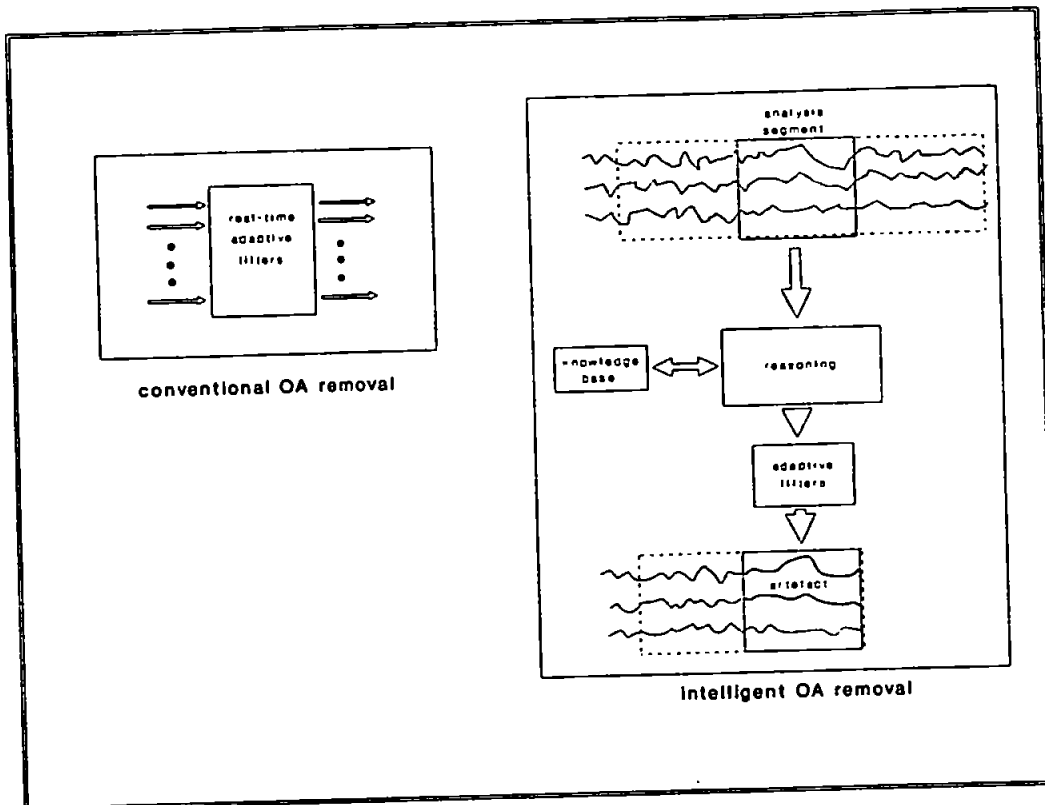 real-time
adaptive
filters
conventional OA removal
analysis
segment
knowledge
base
reasoning
adaptive
filters
artefact
intelligent OA removal